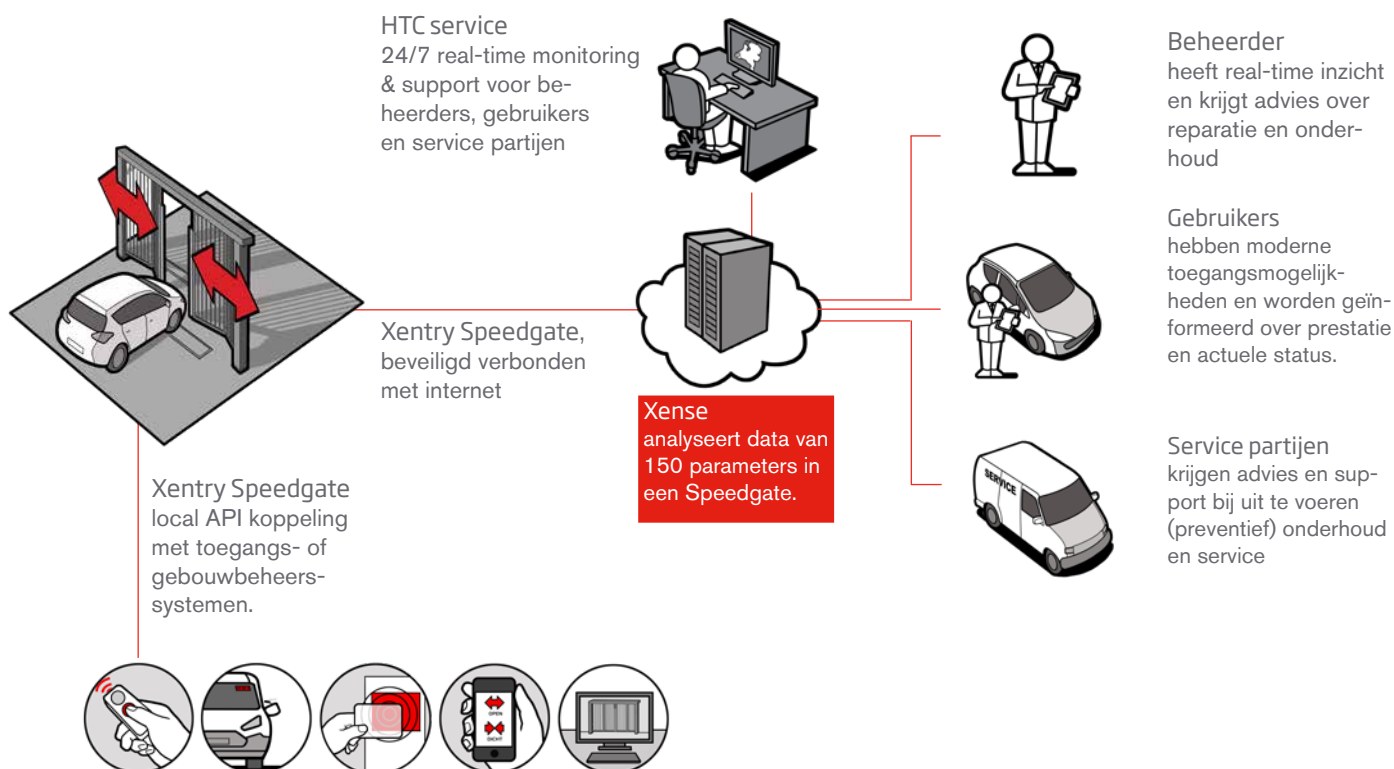 HTC service
24/7 real-time monitoring
& support voor be-
heerders, gebruikers
en service partijen
Beheerder
heeft real-time inzicht
en krijgt advies over
reparatie en onder-
houd
Gebruikers
hebben moderne
toegangsmogelijk-
heden en worden geïn-
formeerd over prestatie
en actuele status.
Xentry Speedgate,
beveiligd verbonden
met internet
Xense
analyseert data van
150 parameters in
een Speedgate.
Service partijen
krijgen advies en sup-
port bij uit te voeren
(preventief) onderhoud
en service
SERVICE
Xentry Speedgate
local API koppeling
met toegangs- of
gebouwbeheers-
systemen.
OPEN
DICHT